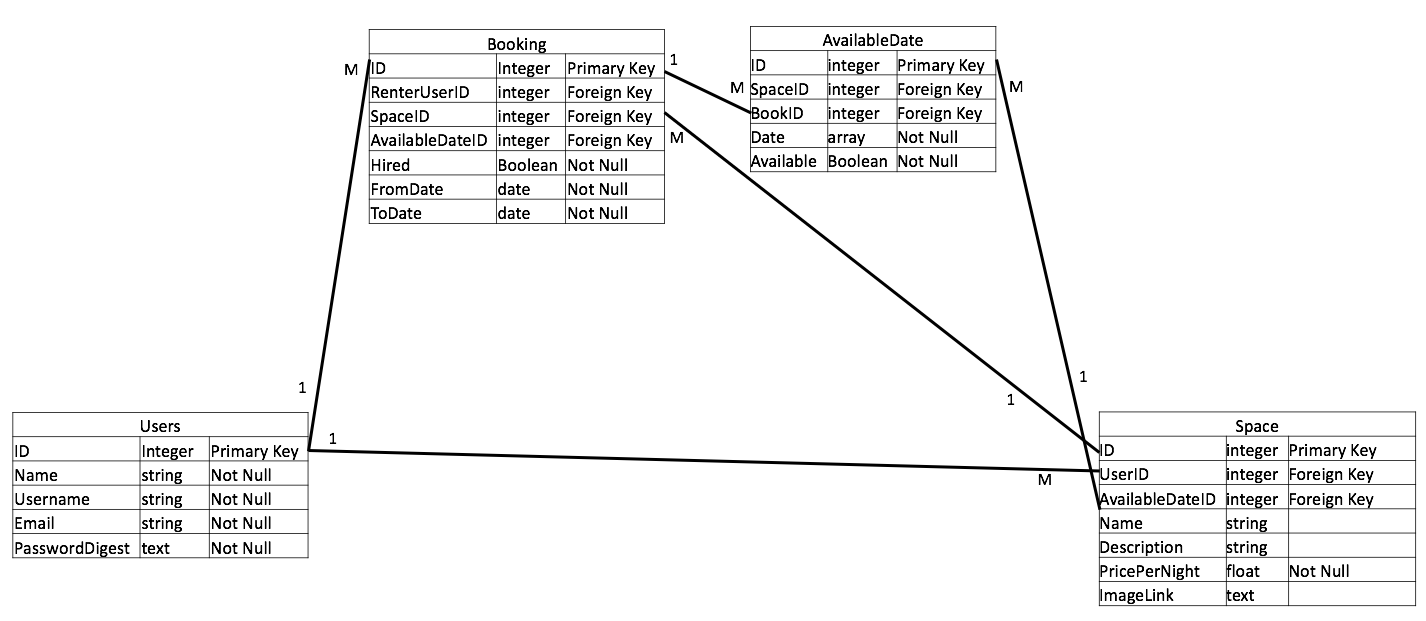 Booking
ID Integer Primary Key
RenterUserID integer Foreign Key
SpaceID integer Foreign Key
AvailableDateID integer Foreign Key
Hired Boolean Not Null
FromDate date Not Null
ToDate date Not Null
M
1
M
AvailableDate
ID integer Primary Key
SpaceID integer Foreign Key
BookID integer Foreign Key
Date array Not Null
Available Boolean Not Null
M
M
1
1
1
1
M
Users
ID Integer Primary Key
Name string Not Null
Username string Not Null
Email string Not Null
PasswordDigest text Not Null
Space
ID integer Primary Key
UserID integer Foreign Key
AvailableDateID integer Foreign Key
Name string
Description string
PricePerNight float Not Null
ImageLink text